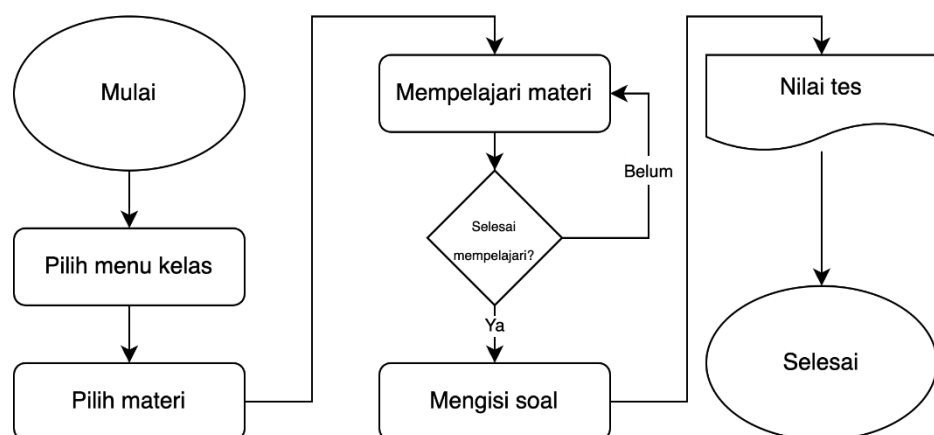 Mulai
Pilih menu kelas
Pilih materi
Mempelajari materi
Selesai
mempelajari?
Belum
Ya
Mengisi soal
Nilai tes
Selesai